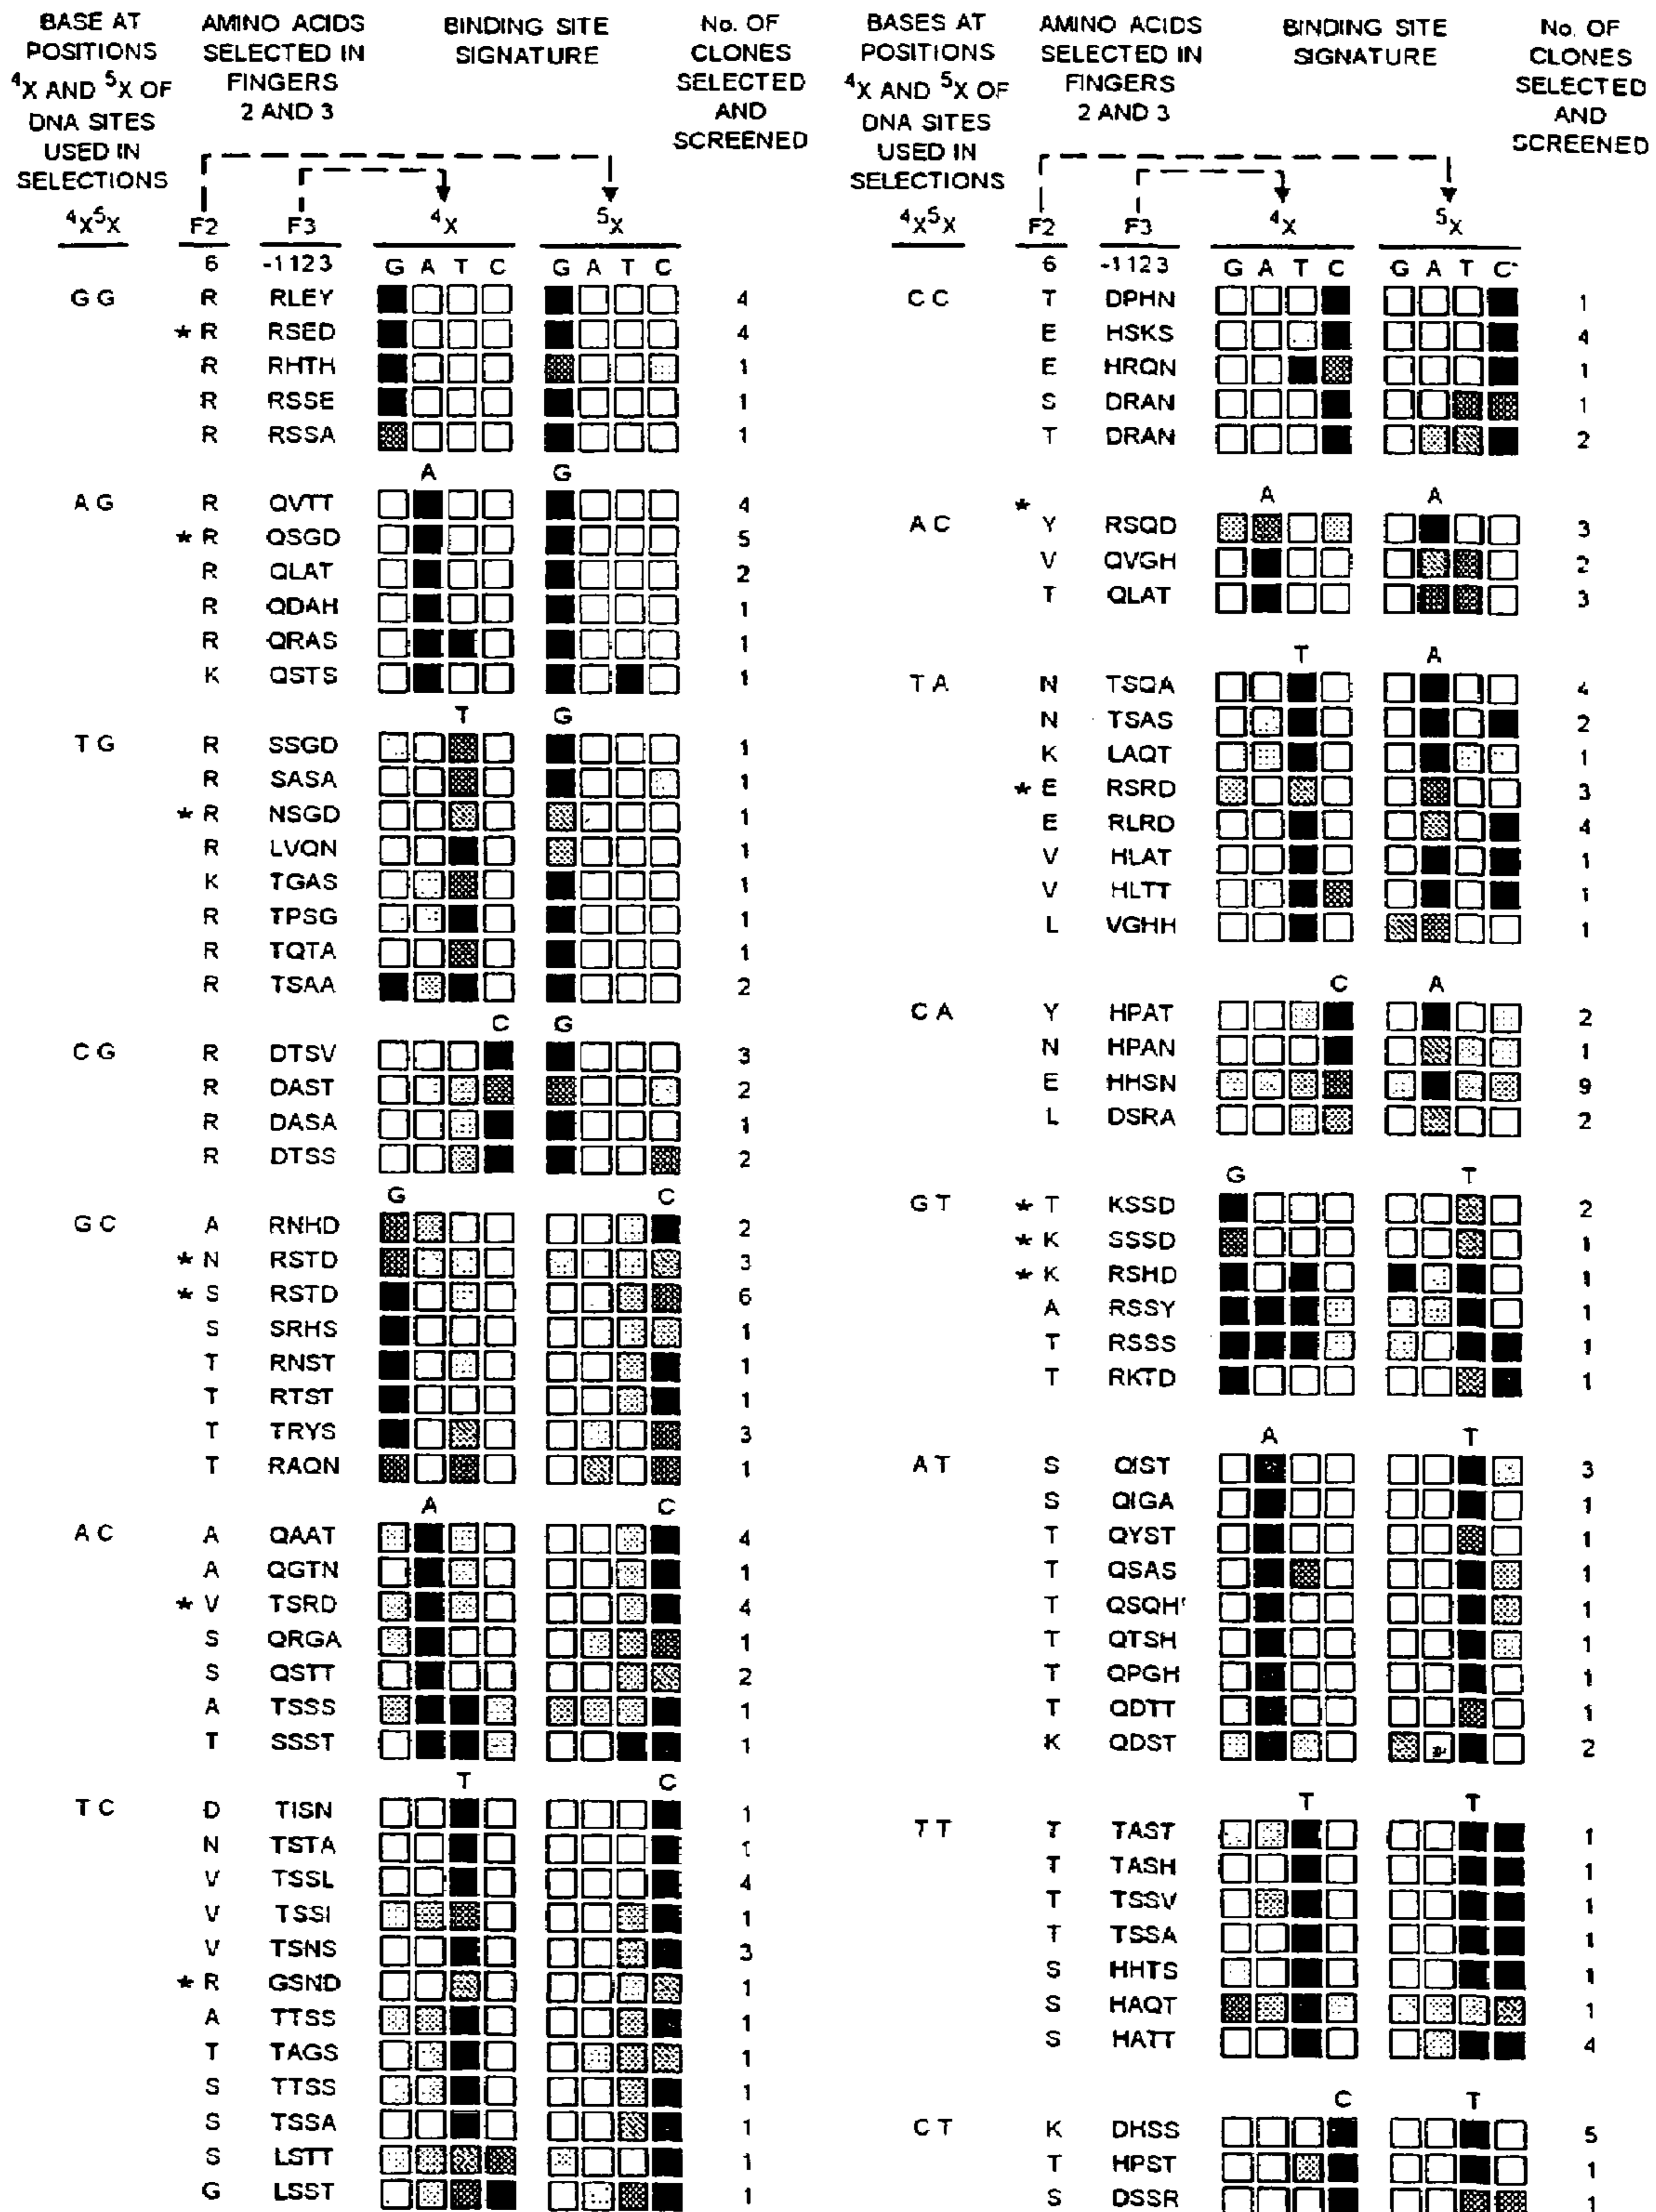 BASE AT POSITIONS ⁴X AND ⁵X OF DNA SITES USED IN SELECTIONS
AMINO ACIDS SELECTED IN FINGERS 2 AND 3
BINDING SITE SIGNATURE
No. OF CLONES SELECTED AND SCREENED
⁴X⁵X F2 F3 ⁴X ⁵X
6 -1123 G A T C G A T C
G G R RLEY 4
* R RSED 4
R RHTH 1
R RSSE 1
R RSSA 1
A G
A G R QVTT 4
* R QSGD 5
R QLAT 2
R QDAH 1
R QRAS 1
K QSTS 1
T G
T G R SSGD 1
R SASA 1
* R NSGD 1
R LVQN 1
K TGAS 1
R TPSG 1
R TQTA 1
R TSAA 2
C G
C G R DTSV 3
R DAST 2
R DASA 1
R DTSS 2
G C
G C A RNHD 2
* N RSTD 3
* S RSTD 6
S SRHS 1
T RNST 1
T RTST 1
T TRYS 3
T RAQN 1
A C
A C A QAAT 4
A QGTN 1
* V TSRD 4
S QRGA 1
S QSTT 2
A TSSS 1
T SSST 1
T C
T C D TISN 1
N TSTA 1
V TSSL 4
V TSSI 1
V TSNS 3
* R GSND 1
A TTSS 1
T TAGS 1
S TTSS 1
S TSSA 1
S LSTT 1
G LSST 1
BASES AT POSITIONS ⁴X AND ⁵X OF DNA SITES USED IN SELECTIONS
AMINO ACIDS SELECTED IN FINGERS 2 AND 3
BINDING SITE SIGNATURE
No. OF CLONES SELECTED AND SCREENED
⁴X⁵X F2 F3 ⁴X ⁵X
6 -1123 G A T C G A T C
C C T DPHN 1
E HSKS 4
E HRQN 1
S DRAN 1
T DRAN 2
A A
A C * Y RSQD 3
V QVGH 2
T QLAT 3
T A
T A N TSQA 4
N TSAS 2
K LAQT 1
* E RSRD 3
E RLRD 4
V HLAT 1
V HLTT 1
L VGHH 1
C A
C A Y HPAT 2
N HPAN 1
E HHSN 9
L DSRA 2
G T
G T * T KSSD 2
* K SSSD 1
* K RSHD 1
A RSSY 1
T RSSS 1
T RKTD 1
A T
A T S QIST 3
S QIGA 1
T QYST 1
T QSAS 1
T QSQH 1
T QTSH 1
T QPGH 1
T QDTT 1
K QDST 2
T T
T T T TAST 1
T TASH 1
T TSSV 1
T TSSA 1
S HHTS 1
S HAQT 1
S HATT 4
C T
C T K DHSS 5
T HPST 1
S DSSR 1